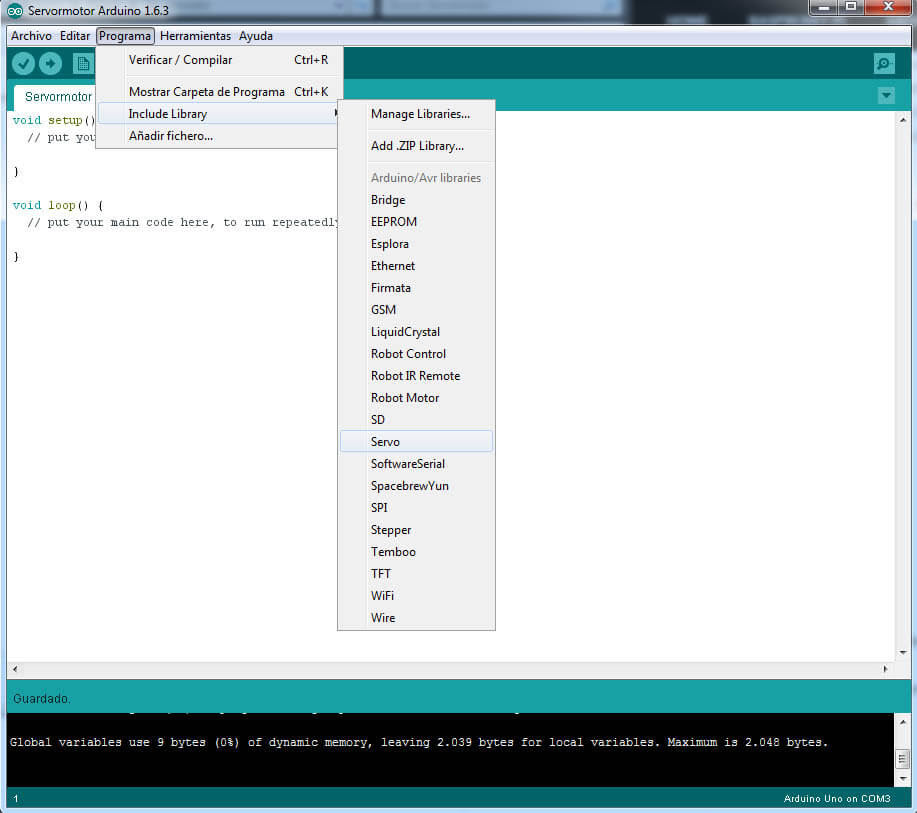 Servormotor Arduino 1.6.3
Archivo Editar Programa Herramientas Ayuda
Verificar / Compilar Ctrl+R
Mostrar Carpeta de Programa Ctrl+K
Include Library
Añadir fichero...
Servormotor
void setup()
// put you
}
void loop() {
// put your main code here, to run repeatedly
}
Manage Libraries...
Add .ZIP Library...
Arduino/Avr libraries
Bridge
EEPROM
Esplora
Ethernet
Firmata
GSM
LiquidCrystal
Robot Control
Robot IR Remote
Robot Motor
SD
Servo
SoftwareSerial
SpacebrewYun
SPI
Stepper
Temboo
TFT
WiFi
Wire
Guardado.
Global variables use 9 bytes (0%) of dynamic memory, leaving 2.039 bytes for local variables. Maximum is 2.048 bytes.
1 Arduino Uno on COM3